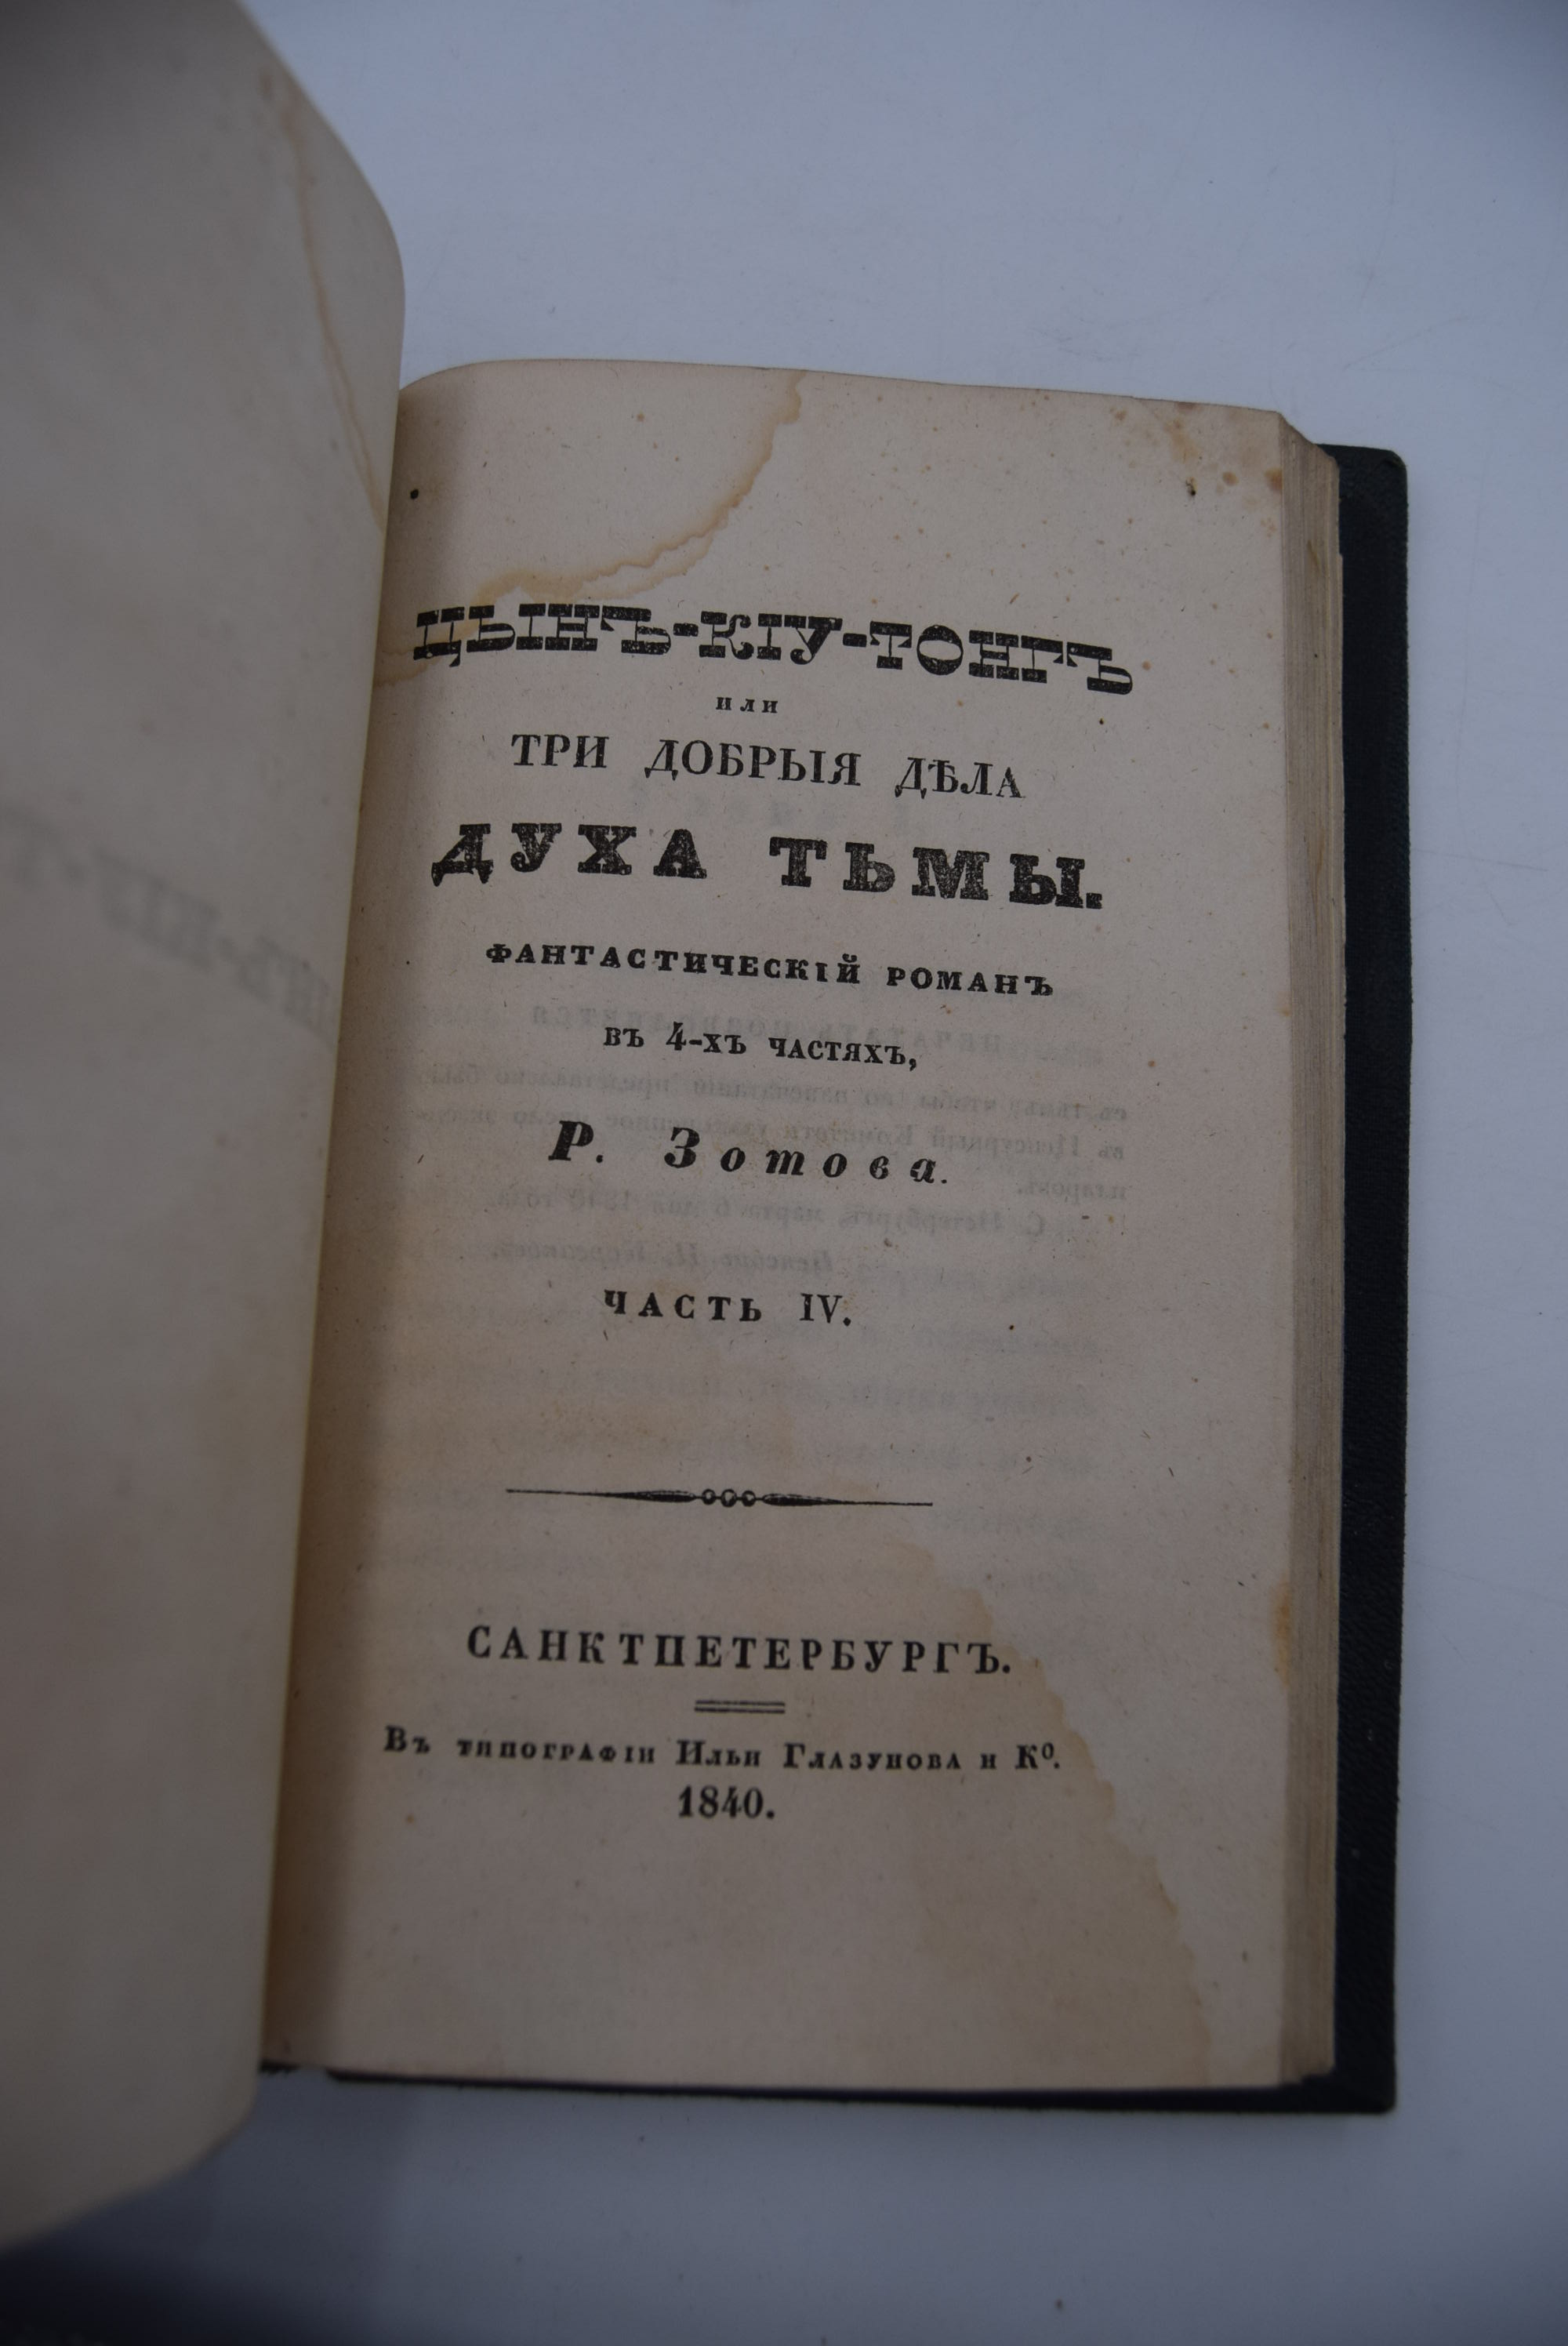 ЦЫНЪ-КІУ-ТОНГЪ
или
ТРИ ДОБРЫЯ ДѢЛА
ДУХА ТЬМЫ.
ФАНТАСТИЧЕСКІЙ РОМАНЪ
ВЪ 4-ХЪ ЧАСТЯХЪ,
Р. Зотова.
ЧАСТЬ IV.
САНКТПЕТЕРБУРГЪ.
Въ типографіи Ильи Глазунова и Ко.
1840.